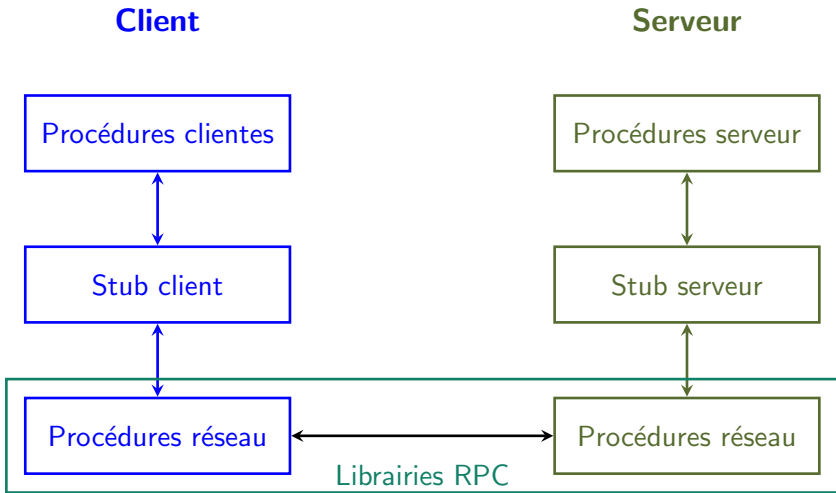 Client
Serveur
Procédures clientes
Procédures serveur
Stub client
Stub serveur
Procédures réseau
Procédures réseau
Librairies RPC